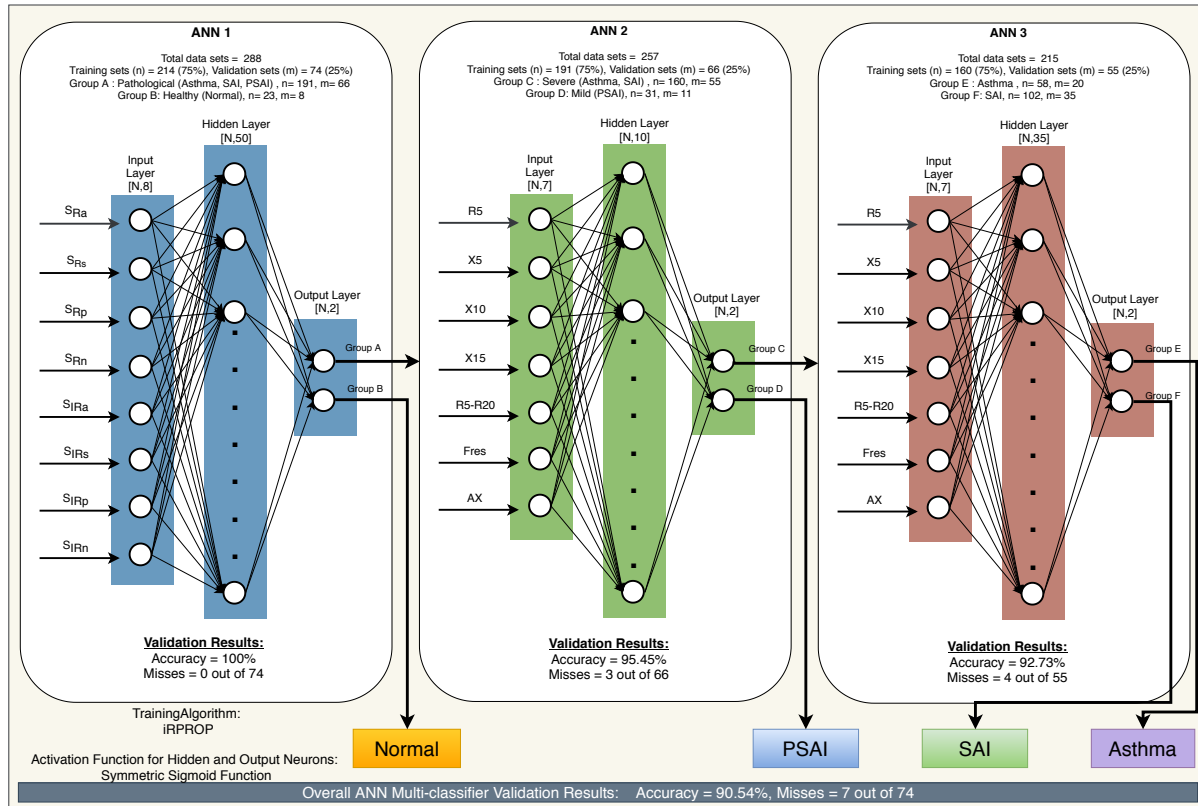 ANN 1
Total data sets = 288
Training sets (n) = 214 (75%), Validation sets (m) = 74 (25%)
Group A : Pathological (Asthma, SAI, PSAI) , n= 191, m= 66
Group B: Healthy (Normal), n= 23, m= 8
Hidden Layer
[N,50]
Input
Layer
[N,8]
SRa
SRs
SRp
SRn
SIRa
SIRs
SIRp
SIRn
Output Layer
[N,2]
Group A
Group B
Validation Results:
Accuracy = 100%
Misses = 0 out of 74
ANN 2
Total data sets = 257
Training sets (n) = 191 (75%), Validation sets (m) = 66 (25%)
Group C : Severe (Asthma, SAI) , n= 160, m= 55
Group D: Mild (PSAI), n= 31, m= 11
Hidden Layer
[N,10]
Input
Layer
[N,7]
R5
X5
X10
X15
R5-R20
Fres
AX
Output Layer
[N,2]
Group C
Group D
Validation Results:
Accuracy = 95.45%
Misses = 3 out of 66
ANN 3
Total data sets = 215
Training sets (n) = 160 (75%), Validation sets (m) = 55 (25%)
Group E : Asthma , n= 58, m= 20
Group F: SAI, n= 102, m= 35
Hidden Layer
[N,35]
Input
Layer
[N,7]
R5
X5
X10
X15
R5-R20
Fres
AX
Output Layer
[N,2]
Group E
Group F
Validation Results:
Accuracy = 92.73%
Misses = 4 out of 55
TrainingAlgorithm:
iRPROP
Activation Function for Hidden and Output Neurons:
Symmetric Sigmoid Function
Normal
PSAI
SAI
Asthma
Overall ANN Multi-classifier Validation Results: Accuracy = 90.54%, Misses = 7 out of 74